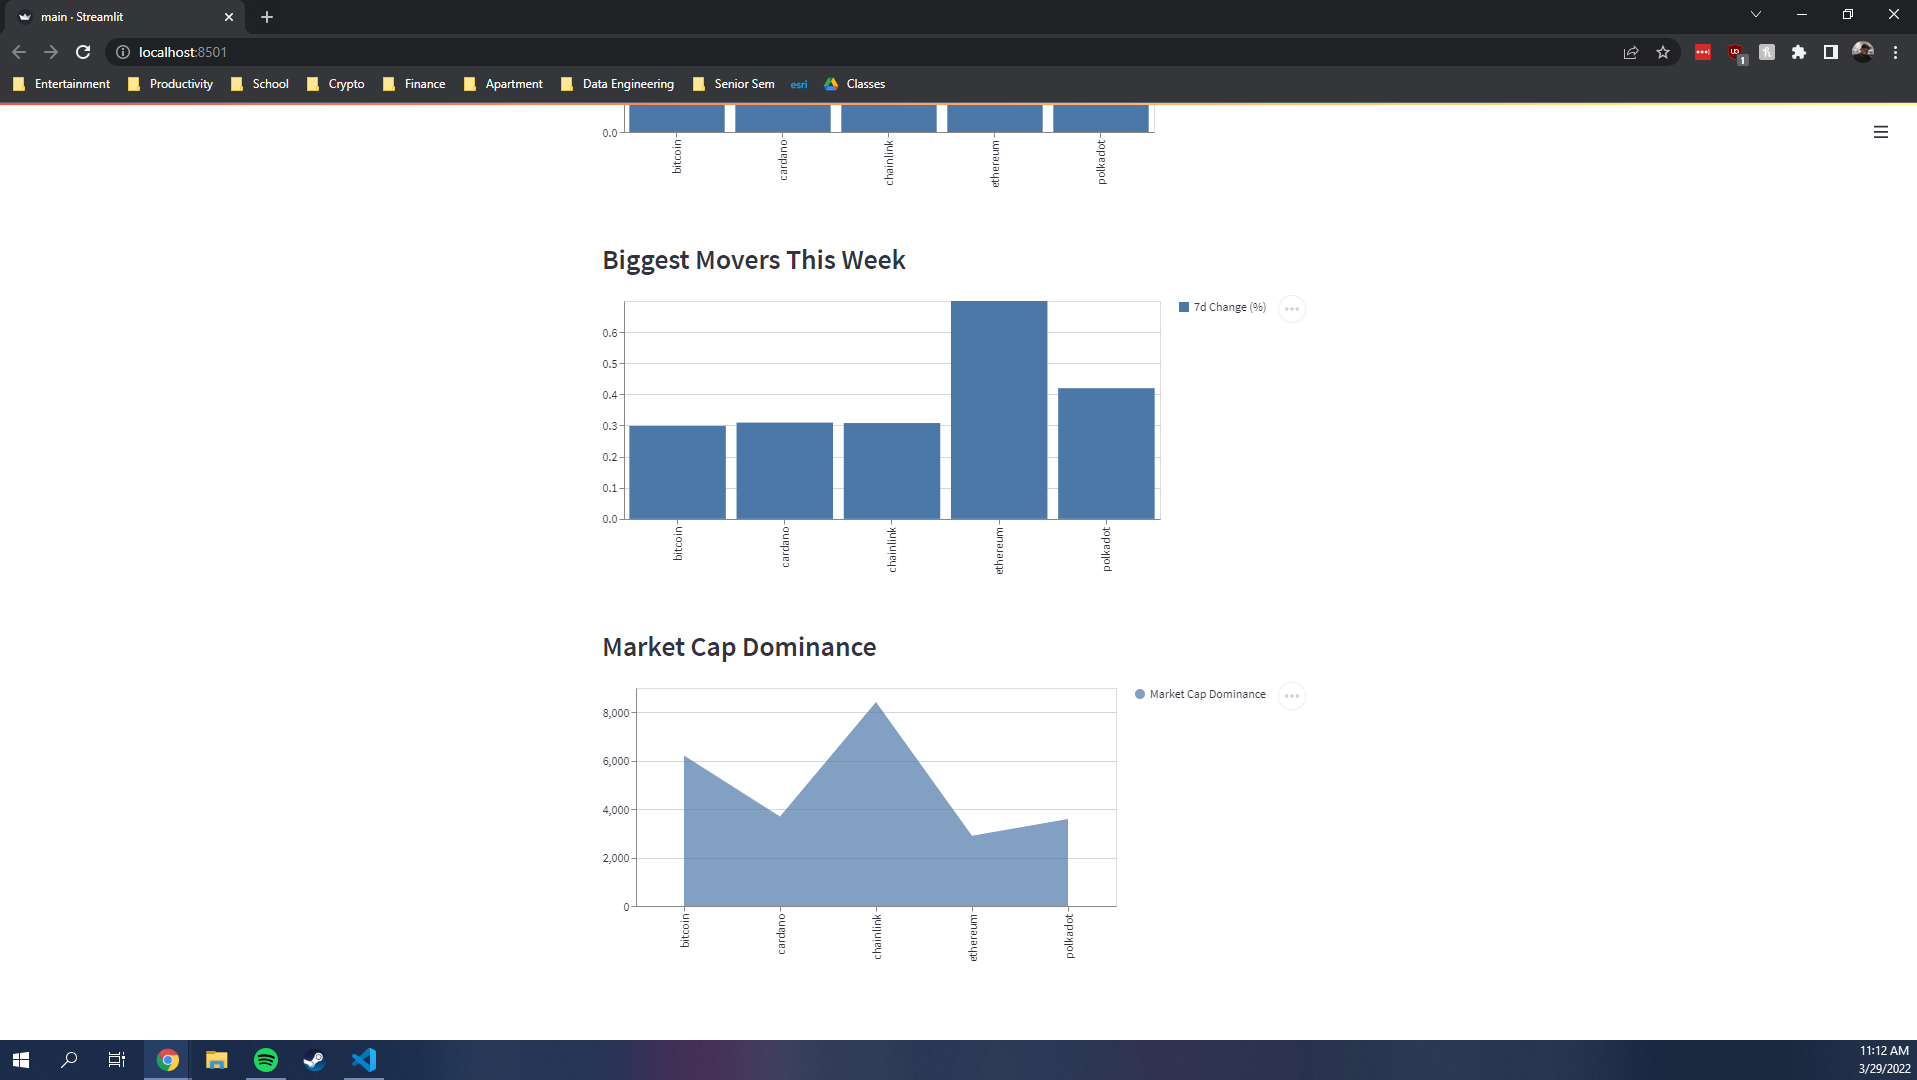 main · Streamlit
localhost:8501
1
Entertainment Productivity School Crypto Finance Apartment Data Engineering Senior Sem esri Classes
0.0
bitcoin cardano chainlink ethereum polkadot
Biggest Movers This Week
7d Change (%)
0.6
0.5
0.4
0.3
0.2
0.1
0.0
bitcoin cardano chainlink ethereum polkadot
Market Cap Dominance
Market Cap Dominance
8,000
6,000
4,000
2,000
0
bitcoin cardano chainlink ethereum polkadot
11:12 AM
3/29/2022